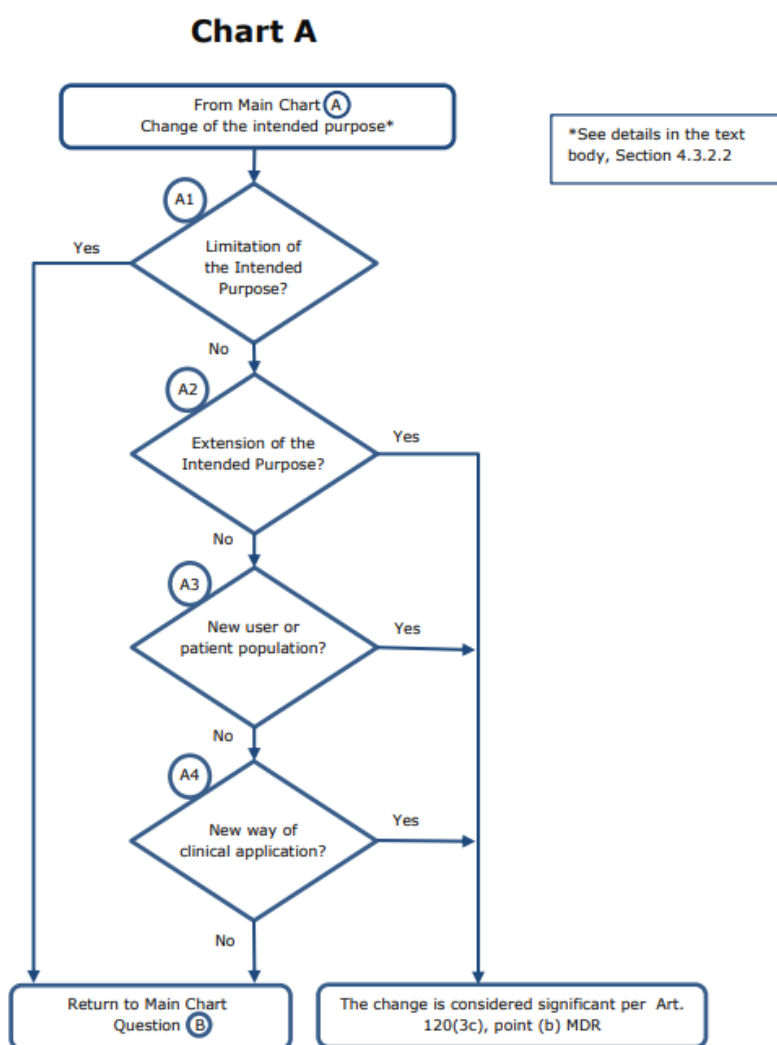 Chart A
From Main Chart A
Change of the intended purpose*
*See details in the text
body, Section 4.3.2.2
A1
Yes
Limitation of
the Intended
Purpose?
No
A2
Extension of the
Intended Purpose?
Yes
No
A3
New user or
patient population?
Yes
No
A4
New way of
clinical application?
Yes
No
Return to Main Chart
Question B
The change is considered significant per Art.
120(3c), point (b) MDR